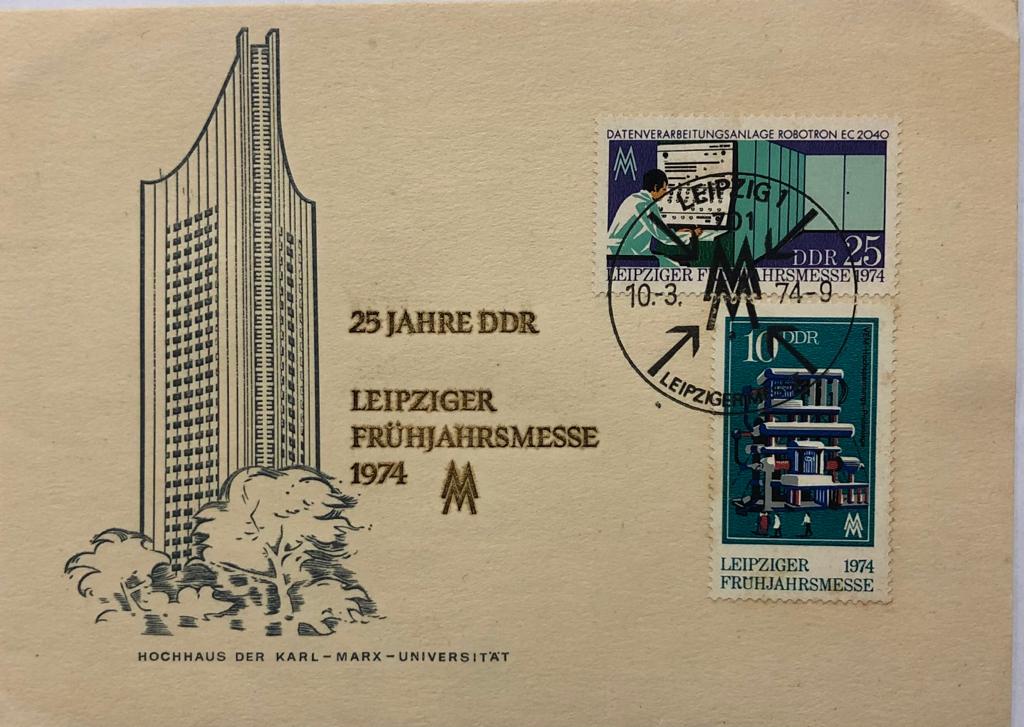 25 JAHRE DDR
LEIPZIGER
FRÜHJAHRSMESSE
1974
HOCHHAUS DER KARL-MARX-UNIVERSITÄT
DATENVERARBEITUNGSANLAGE ROBOTRON EC 2040
DDR 25
LEIPZIGER FRÜHJAHRSMESSE 1974
LEIPZIG 1
701
10.-3. 74-9
LEIPZIGER
10 DDR
LEIPZIGER 1974
FRÜHJAHRSMESSE